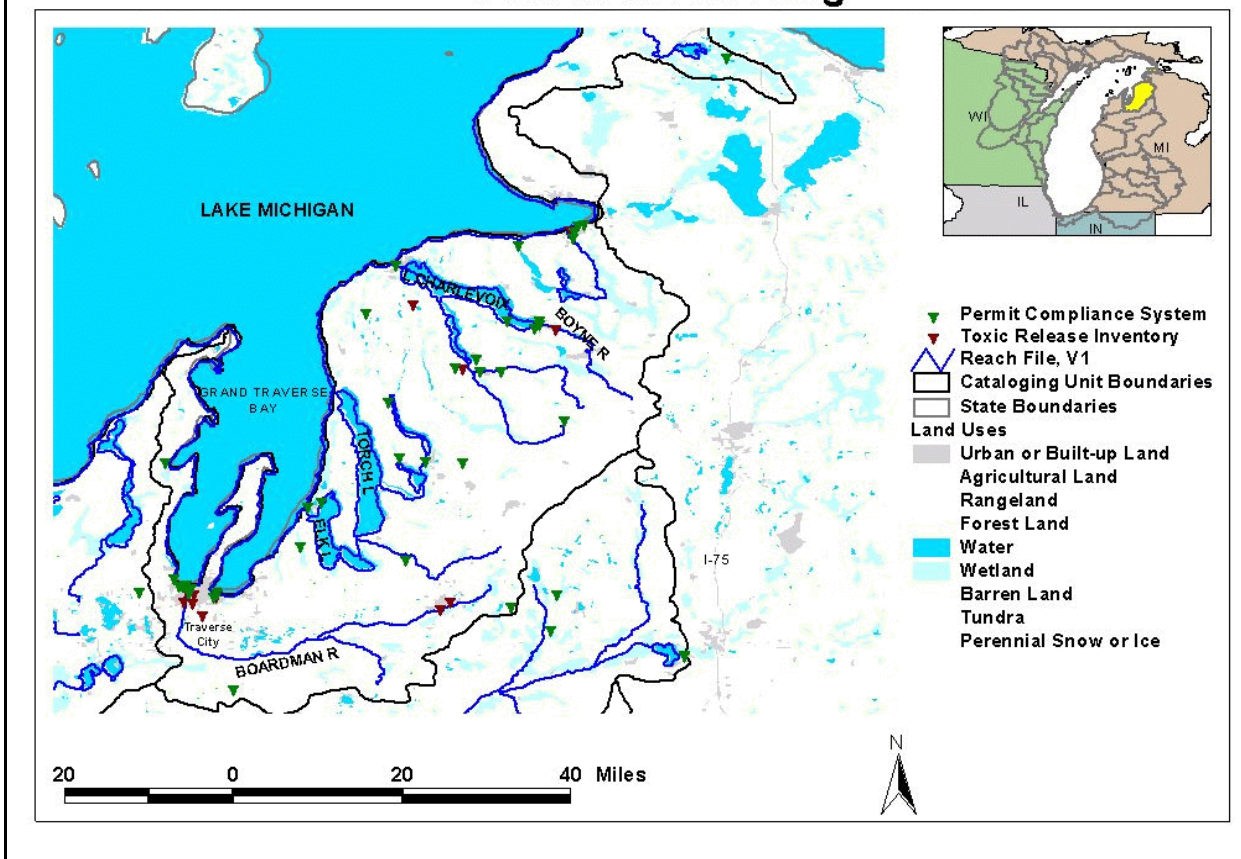 LAKE MICHIGAN
L CHARLEVOIX
BOYNE R
GRAND TRAVERSE
BAY
TORCH L
ELK L
I-75
Traverse
City
BOARDMAN R
WI
MI
IL
IN
Permit Compliance System
Toxic Release Inventory
Reach File, V1
Cataloging Unit Boundaries
State Boundaries
Land Uses
Urban or Built-up Land
Agricultural Land
Rangeland
Forest Land
Water
Wetland
Barren Land
Tundra
Perennial Snow or Ice
20 0 20 40 Miles
N